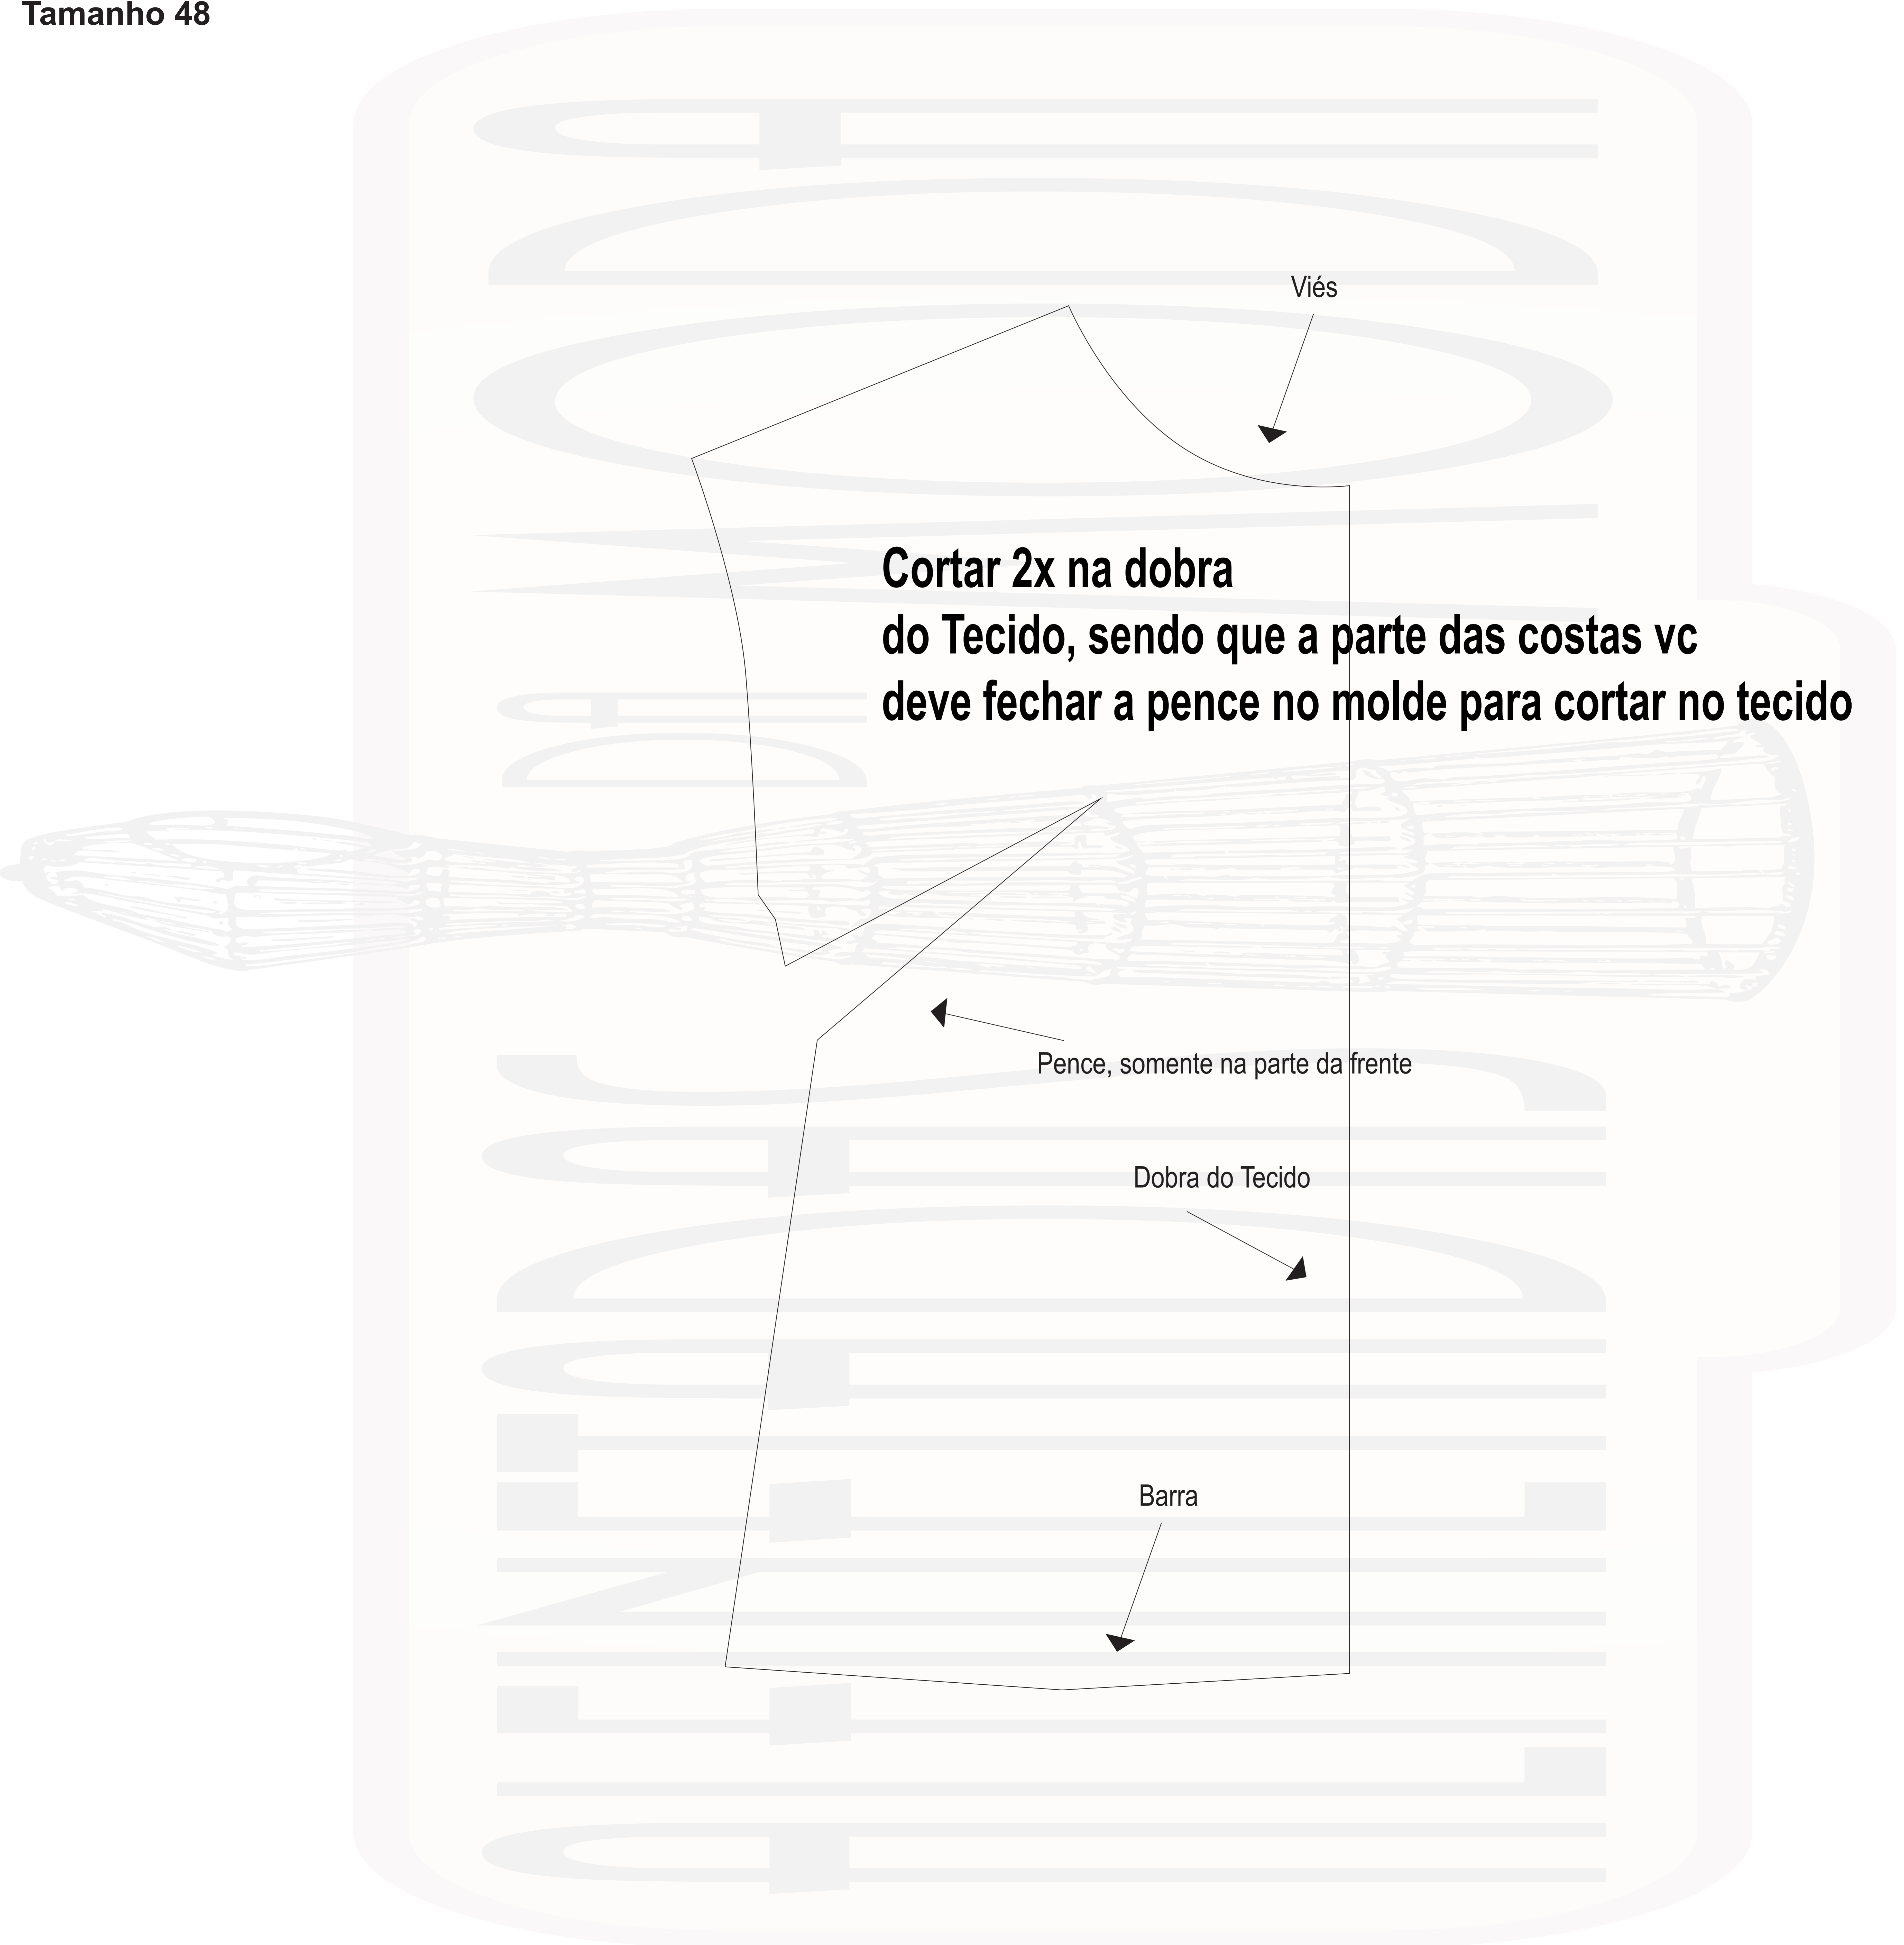 Tamanho 48
Viés
Cortar 2x na dobra
do Tecido, sendo que a parte das costas vc
deve fechar a pence no molde para cortar no tecido
Pence, somente na parte da frente
Dobra do Tecido
Barra